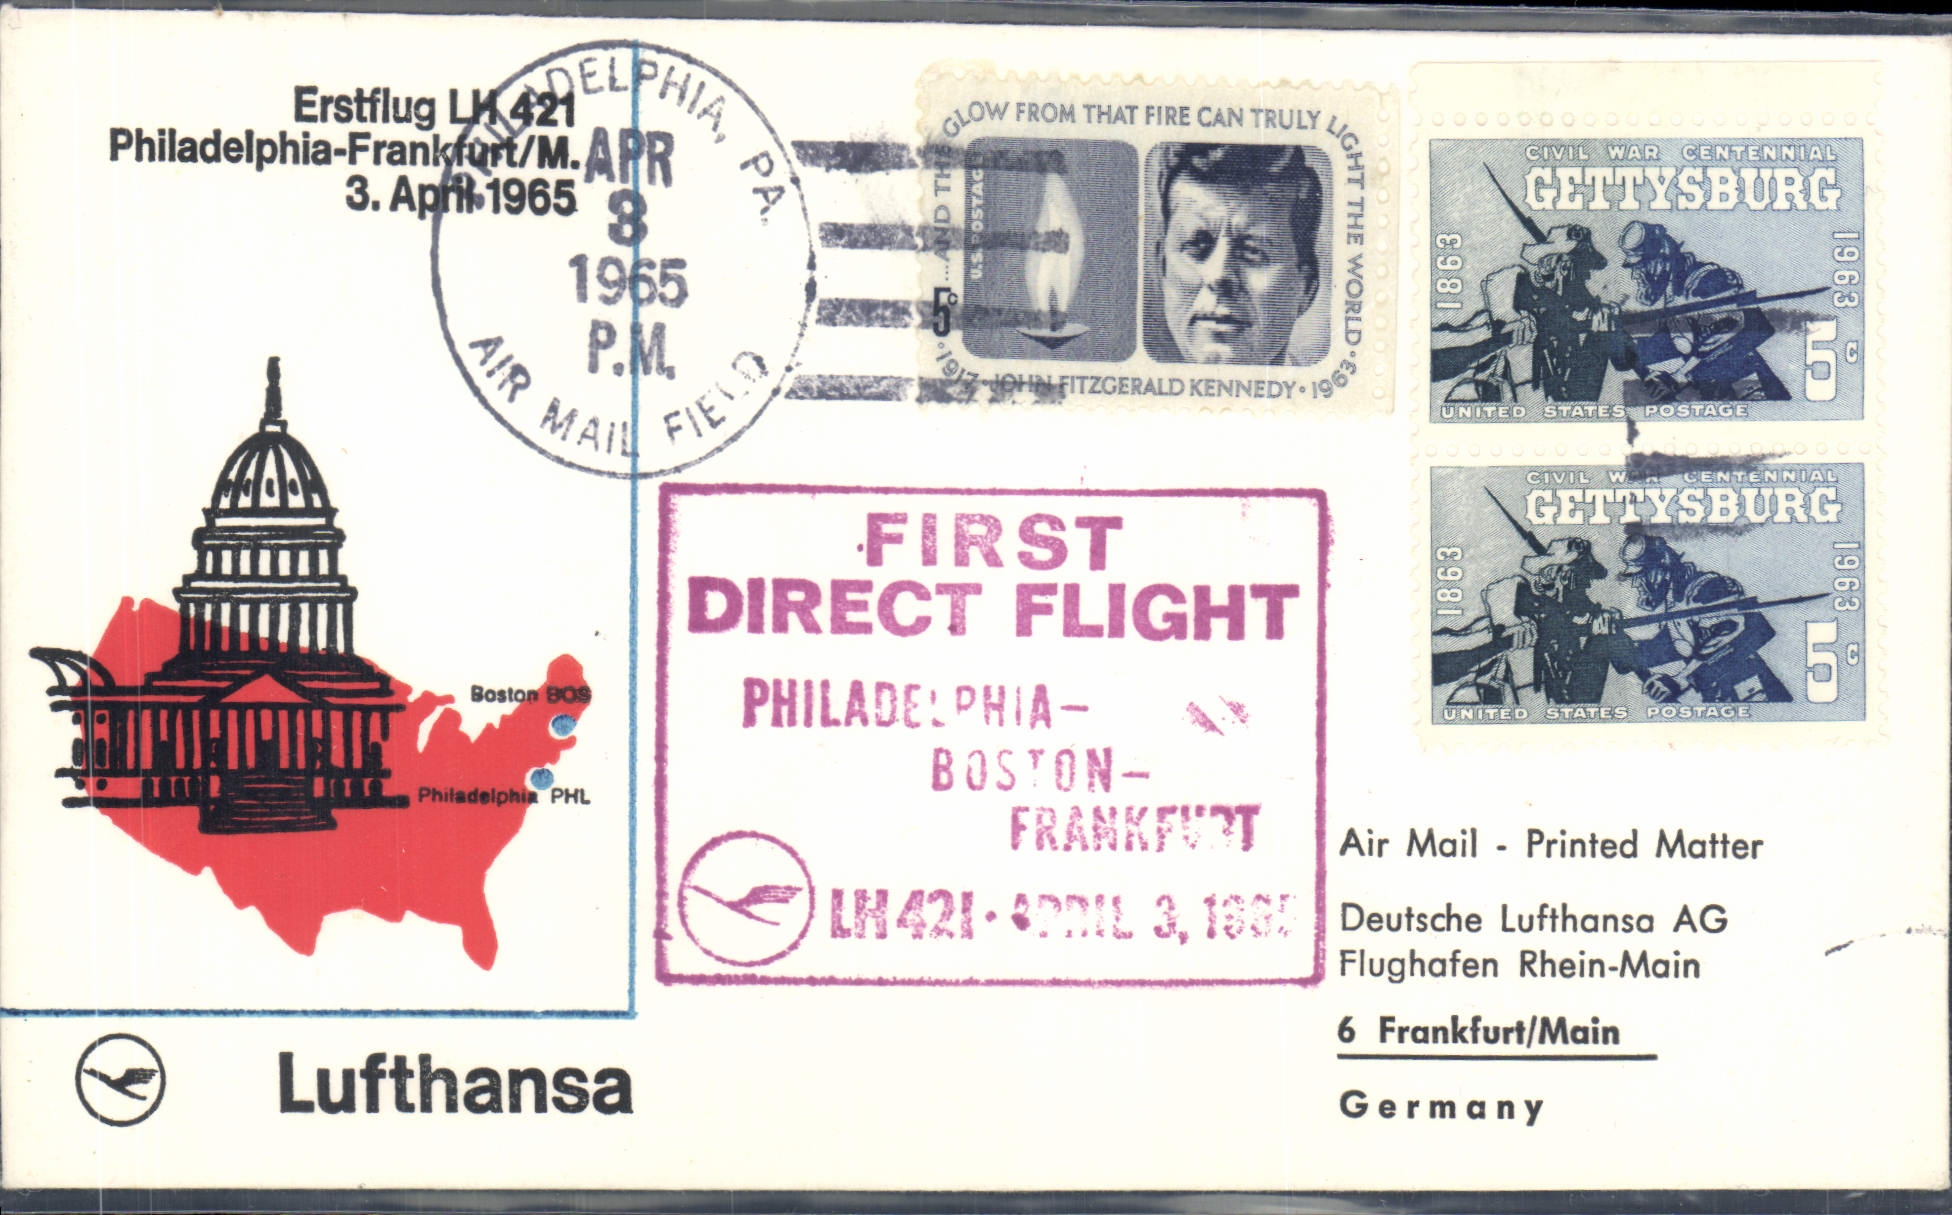 Erstflug LH 421
Philadelphia-Frankfurt/M.
3. April 1965
PHILADELPHIA, PA.
APR
3
1965
P.M.
AIR MAIL FIELD
...AND THE GLOW FROM THAT FIRE CAN TRULY LIGHT THE WORLD.
U.S. POSTAGE
5c
1917 · JOHN FITZGERALD KENNEDY · 1963
CIVIL WAR CENTENNIAL
GETTYSBURG
1863
1963
5c
UNITED STATES POSTAGE
CIVIL WAR CENTENNIAL
GETTYSBURG
1863
1963
5c
UNITED STATES POSTAGE
Boston BOS
Philadelphia PHL
FIRST
DIRECT FLIGHT
PHILADELPHIA-
BOSTON-
FRANKFURT
LH 421 · APRIL 3, 1965
Lufthansa
Air Mail - Printed Matter
Deutsche Lufthansa AG
Flughafen Rhein-Main
6 Frankfurt/Main
Germany